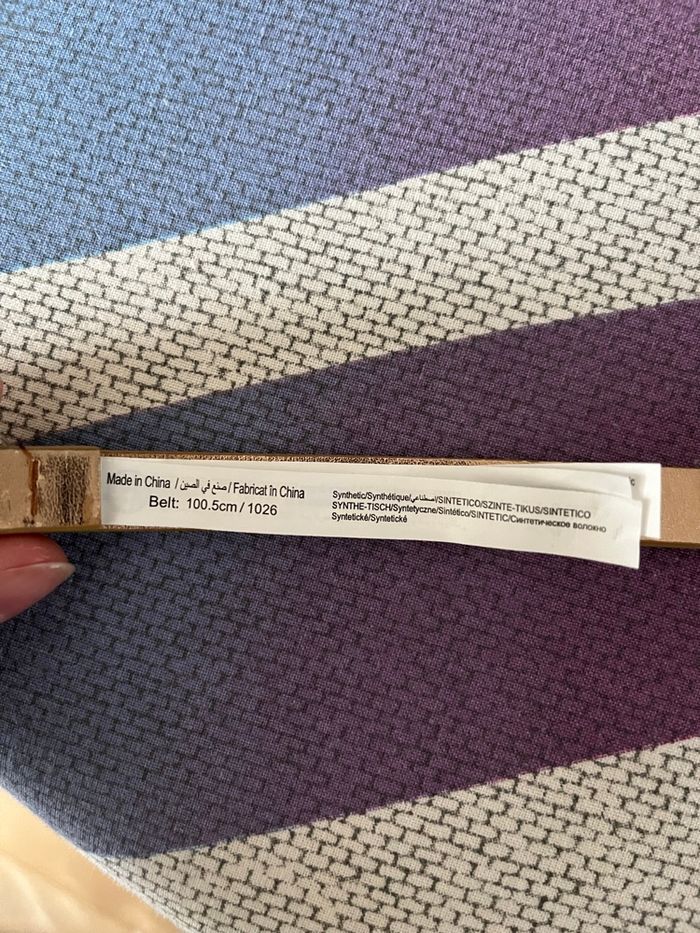 Made in China / صنع في الصين / Fabricat în China
Belt: 100.5cm / 1026
Synthetic/Synthétique/اصطناعي/SINTETICO/SZINTE-TIKUS/SINTETICO
SYNTHE-TISCH/Syntetyczne/Sintético/SINTETIC/Синтетическое волокно
Syntetické/Syntetické